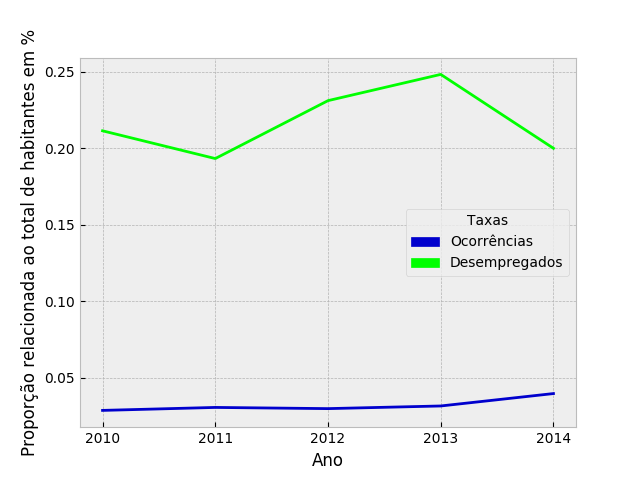 Proporção relacionada ao total de habitantes em %
0.25
0.20
0.15
0.10
0.05
Taxas
Ocorrências
Desempregados
2010 2011 2012 2013 2014
Ano